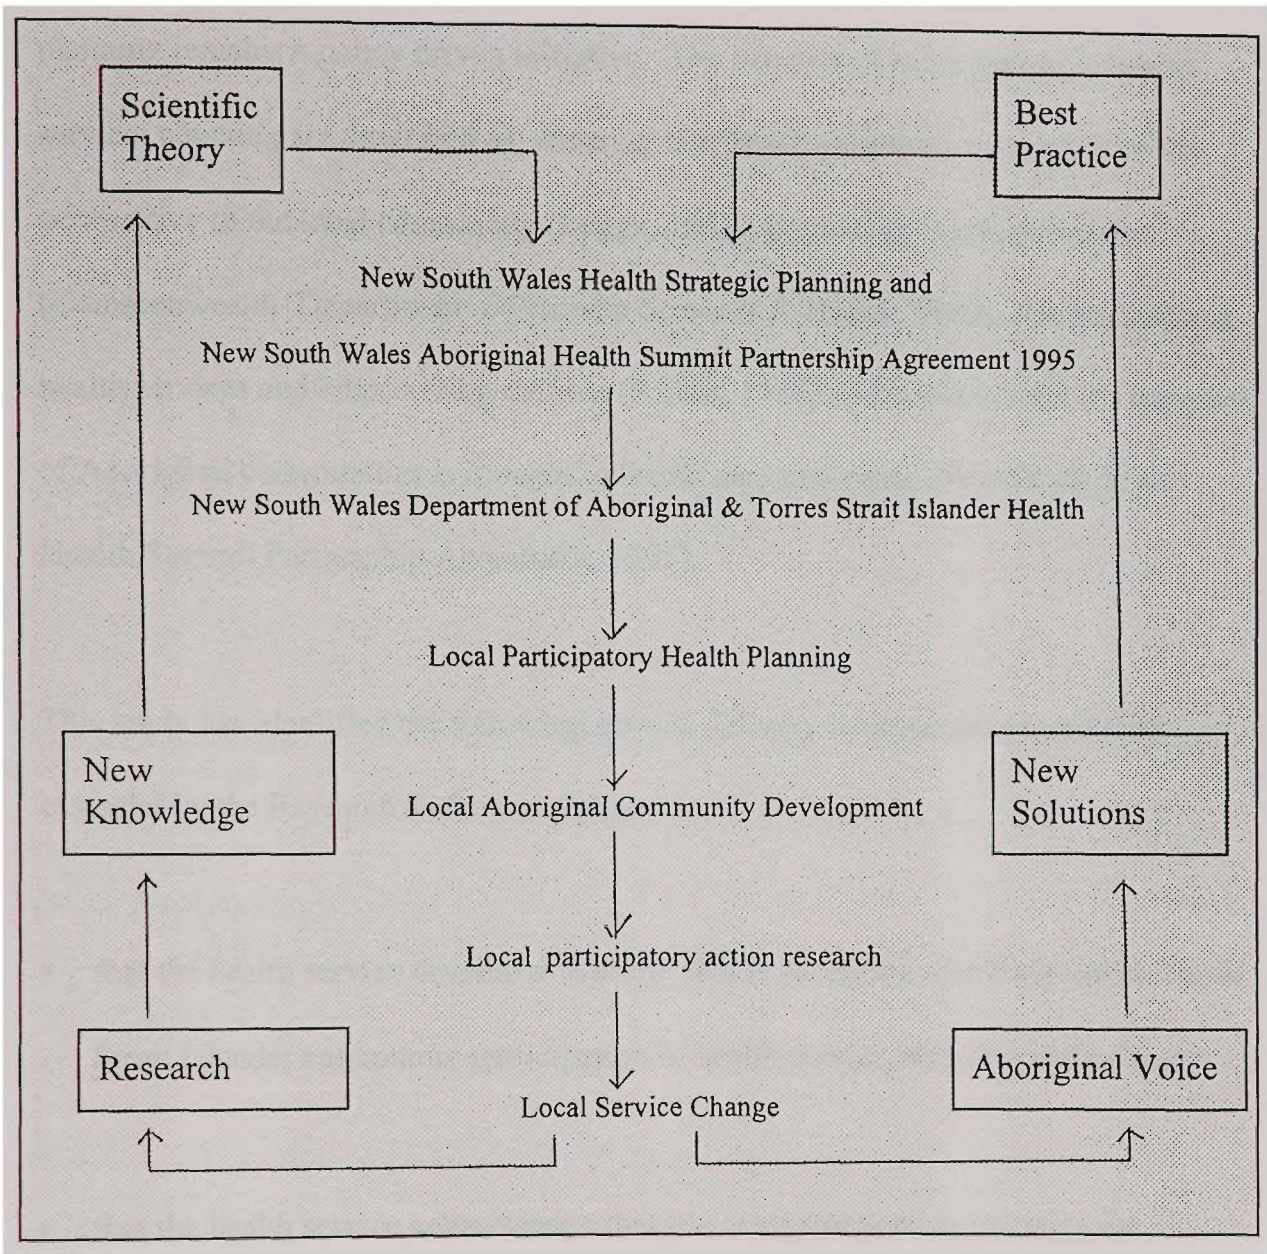 Scientific
Theory
Best
Practice
New South Wales Health Strategic Planning and
New South Wales Aboriginal Health Summit Partnership Agreement 1995
New South Wales Department of Aboriginal & Torres Strait Islander Health
Local Participatory Health Planning
New
Knowledge
New
Solutions
Local Aboriginal Community Development
Local participatory action research
Research
Aboriginal Voice
Local Service Change